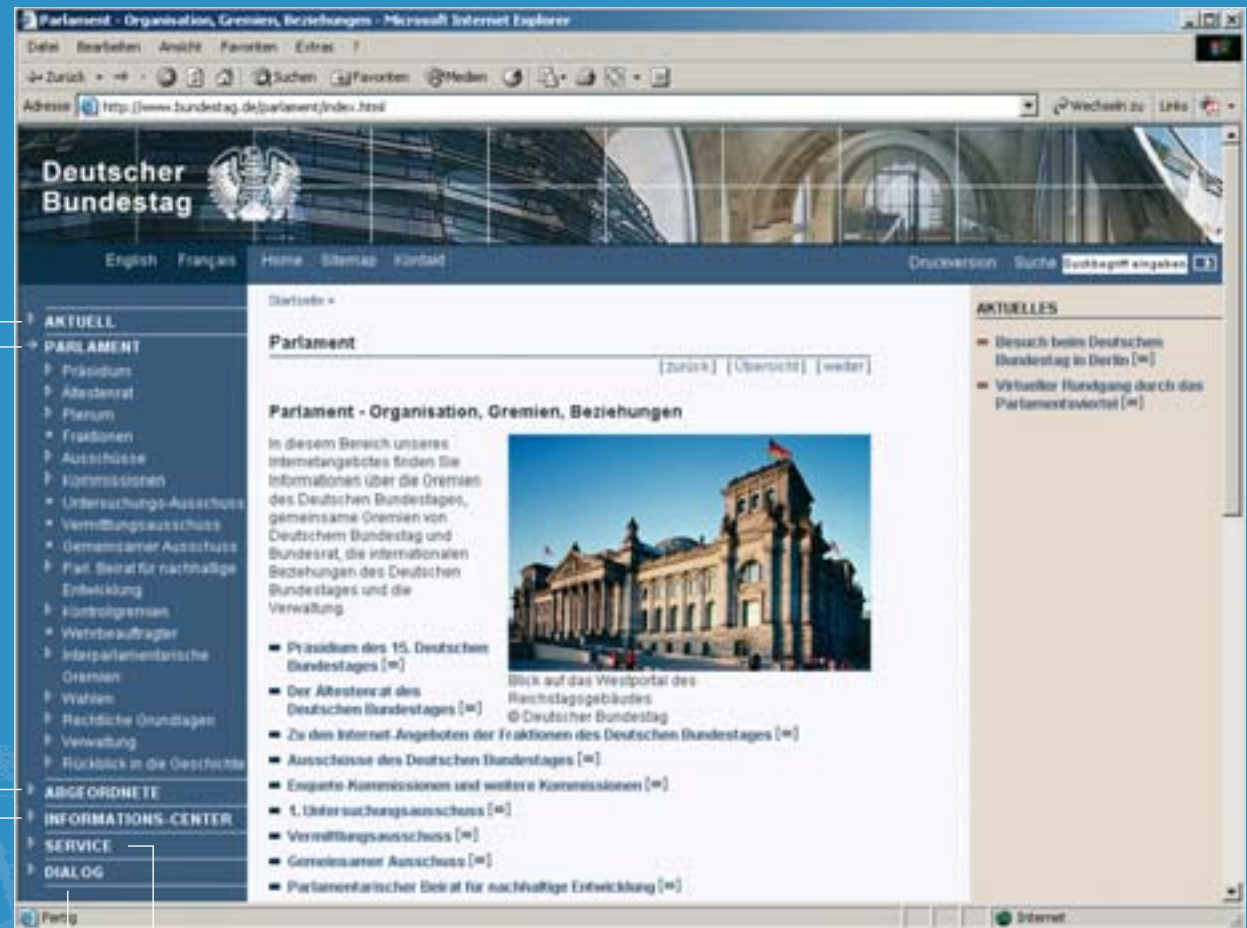 Parlament - Organisation, Gremien, Beziehungen - Microsoft Internet Explorer
Datei Bearbeiten Ansicht Favoriten Extras ?
Zurück Suchen Favoriten Medien
Adresse http://www.bundestag.de/parlament/index.html Wechseln zu Links
Deutscher
Bundestag
English Français Home Sitemap Kontakt Druckversion Suche Suchbegriff eingeben
AKTUELL
PARLAMENT
Präsidium
Ältestenrat
Plenum
Fraktionen
Ausschüsse
Kommissionen
Untersuchungs-Ausschuss
Vermittlungsausschuss
Gemeinsamer Ausschuss
Parl. Beirat für nachhaltige
Entwicklung
Kontrollgremien
Wehrbeauftragter
Interparlamentarische
Gremien
Wahlen
Rechtliche Grundlagen
Verwaltung
Rückblick in die Geschichte
ABGEORDNETE
INFORMATIONS-CENTER
SERVICE
DIALOG
Startseite »
Parlament
[zurück] [Übersicht] [weiter]
Parlament - Organisation, Gremien, Beziehungen
In diesem Bereich unseres
Internetangebotes finden Sie
Informationen über die Gremien
des Deutschen Bundestages,
gemeinsame Gremien von
Deutschem Bundestag und
Bundesrat, die internationalen
Beziehungen des Deutschen
Bundestages und die
Verwaltung.
Präsidium des 15. Deutschen
Bundestages
Der Ältestenrat des
Deutschen Bundestages
Blick auf das Westportal des
Reichstagsgebäudes
© Deutscher Bundestag
Zu den Internet-Angeboten der Fraktionen des Deutschen Bundestages
Ausschüsse des Deutschen Bundestages
Enquete-Kommissionen und weitere Kommissionen
1. Untersuchungsausschuss
Vermittlungsausschuss
Gemeinsamer Ausschuss
Parlamentarischer Beirat für nachhaltige Entwicklung
AKTUELLES
Besuch beim Deutschen
Bundestag in Berlin
Virtueller Rundgang durch das
Parlamentsviertel
Fertig Internet